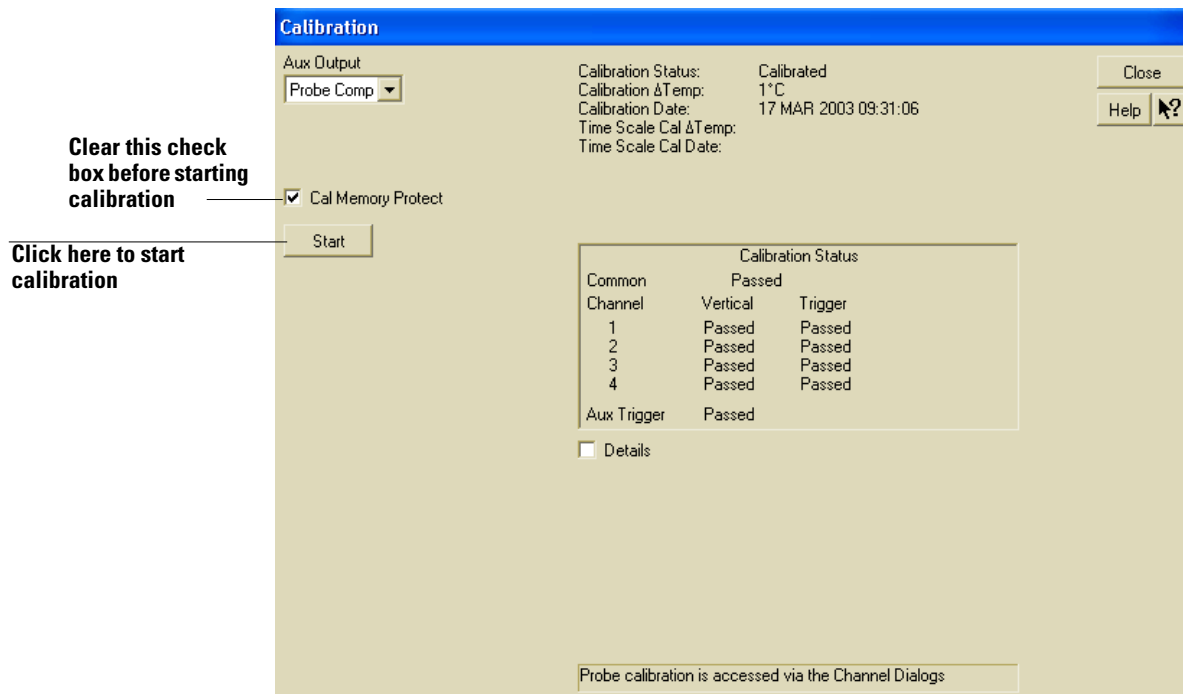 Calibration
Aux Output
Probe Comp
Calibration Status: Calibrated
Calibration ΔTemp: 1°C
Calibration Date: 17 MAR 2003 09:31:06
Time Scale Cal ΔTemp:
Time Scale Cal Date:
Close
Help ?
Clear this check
box before starting
calibration
Cal Memory Protect
Start
Click here to start
calibration
Calibration Status
Common Passed
Channel Vertical Trigger
1 Passed Passed
2 Passed Passed
3 Passed Passed
4 Passed Passed
Aux Trigger Passed
Details
Probe calibration is accessed via the Channel Dialogs